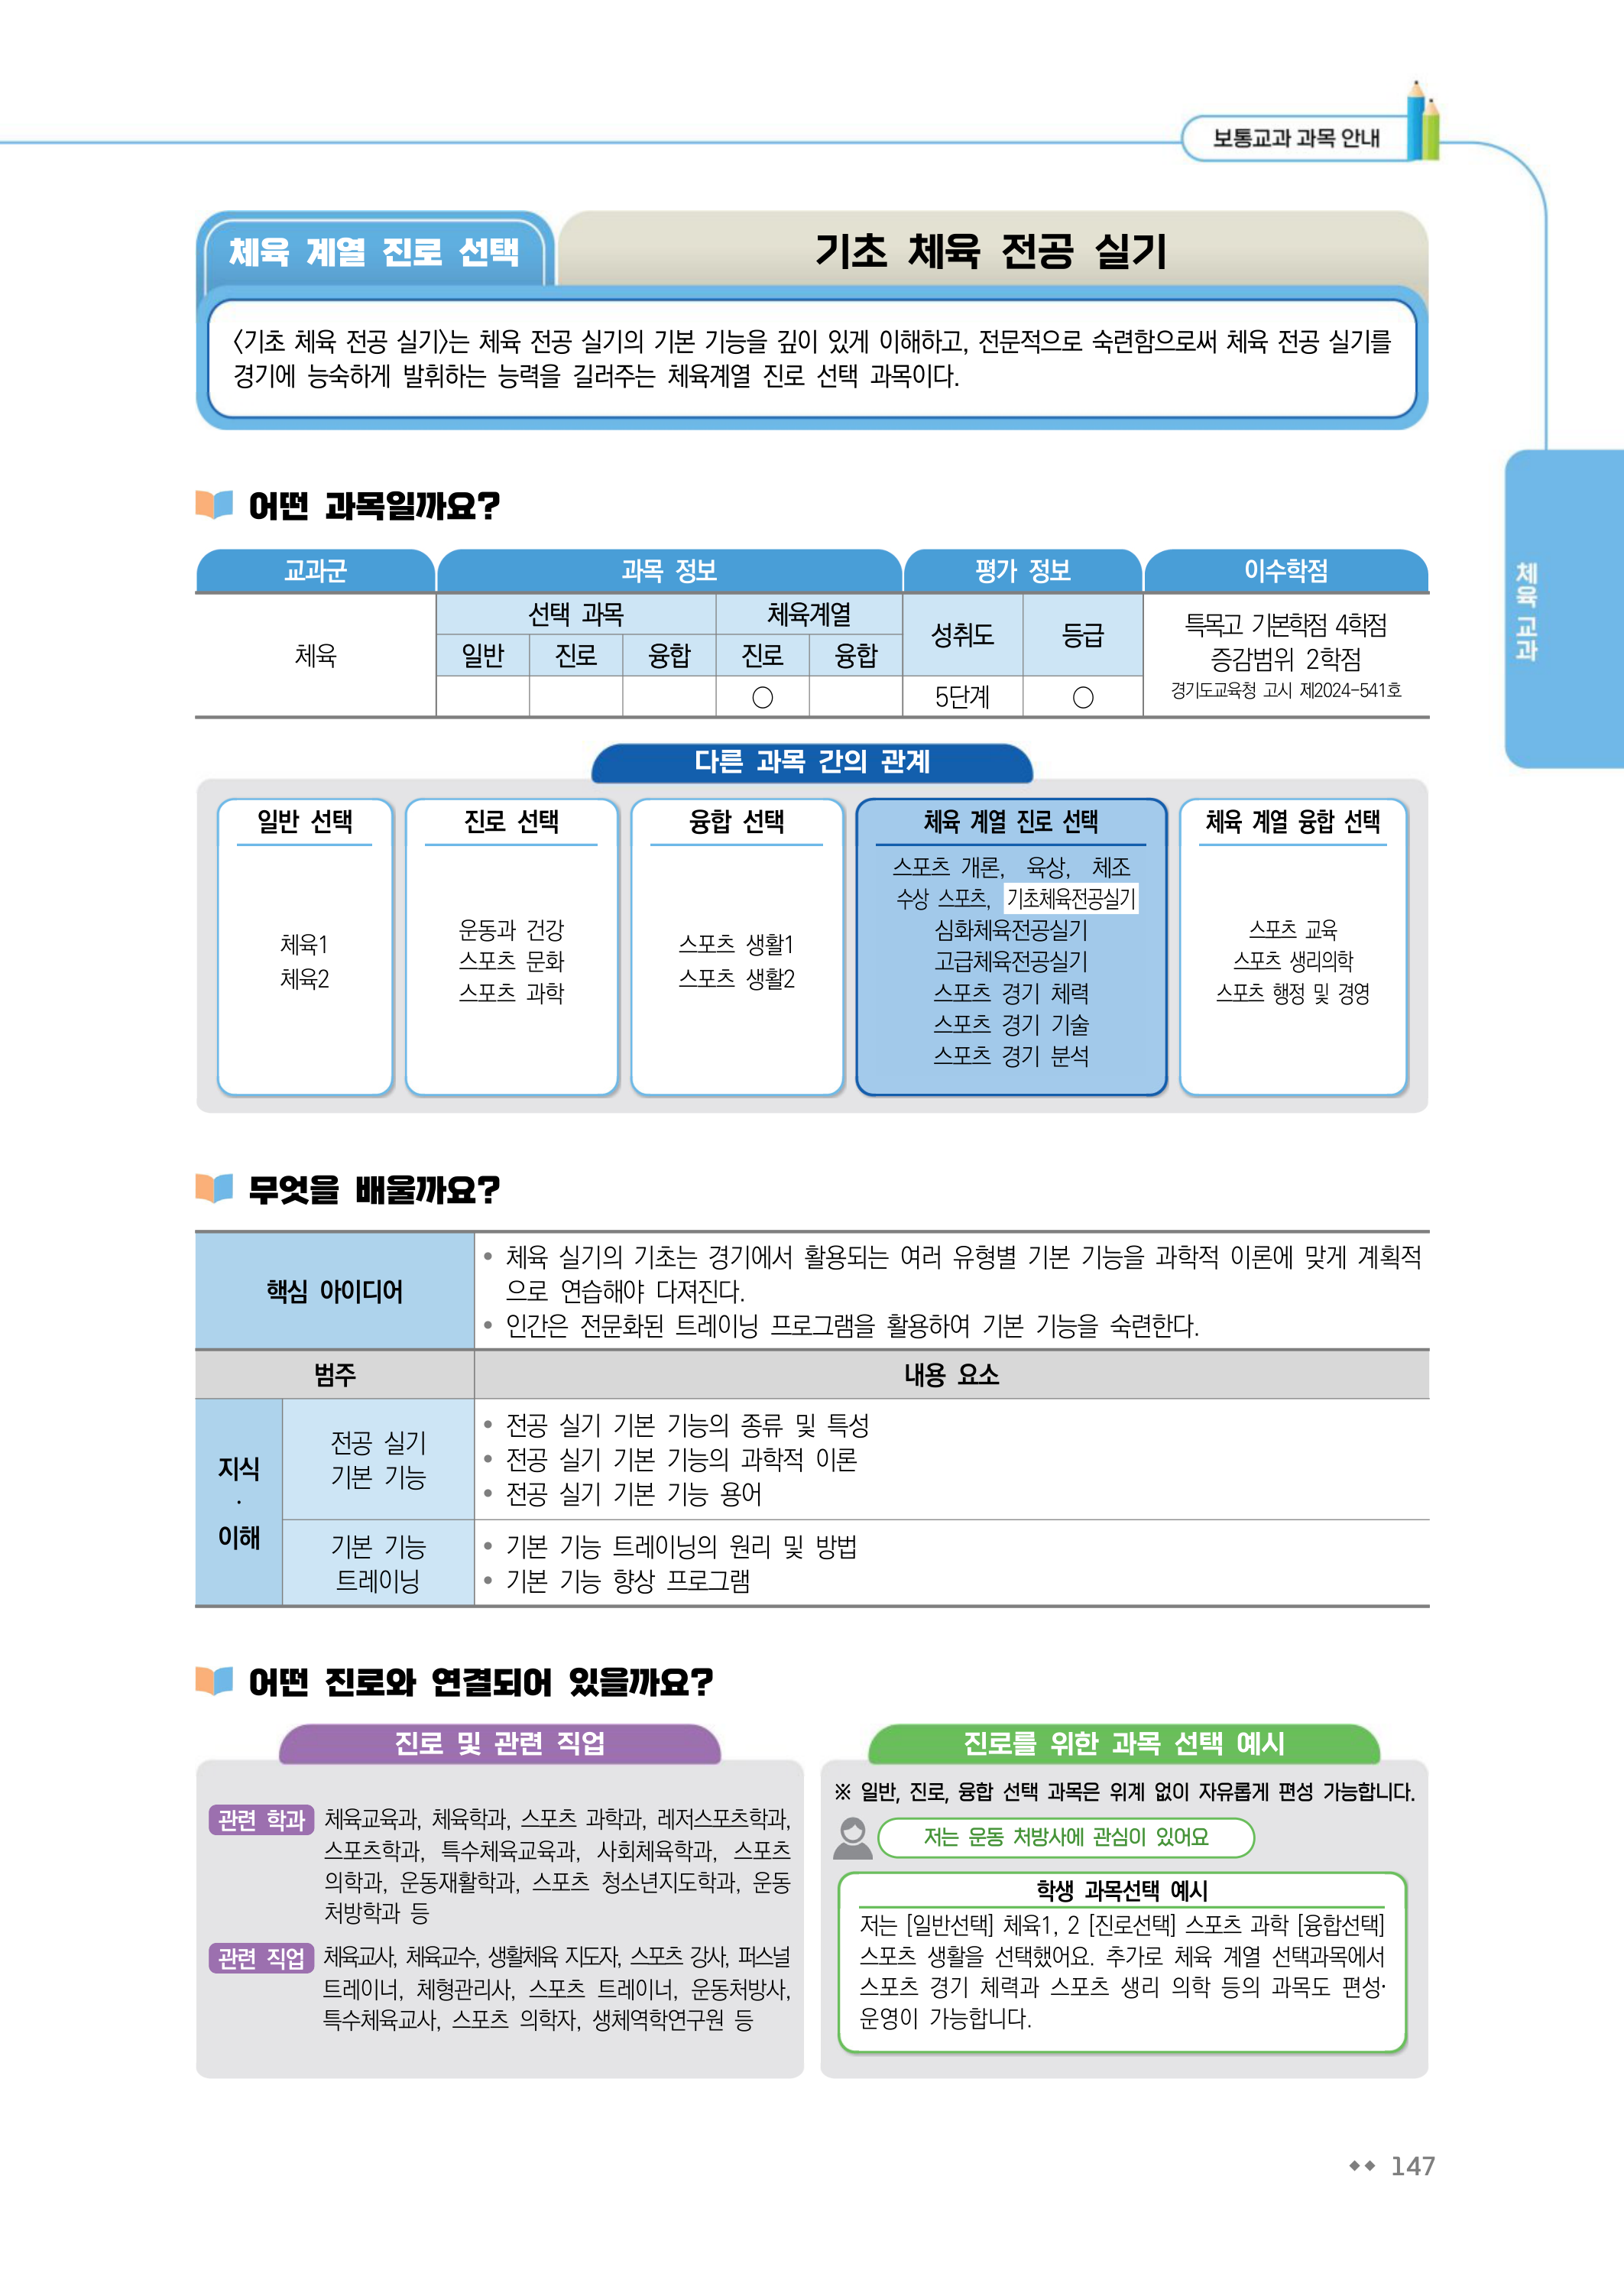 보통교과 과목 안내
체육 계열 진로 선택
기초 체육 전공 실기
〈기초 체육 전공 실기〉는 체육 전공 실기의 기본 기능을 깊이 있게 이해하고, 전문적으로 숙련함으로써 체육 전공 실기를
경기에 능숙하게 발휘하는 능력을 길러주는 체육계열 진로 선택 과목이다.
체육 교과
어떤 과목일까요?
교과군 과목 정보 평가 정보 이수학점
체육
선택 과목 체육계열
성취도 등급
일반 진로 융합 진로 융합
○ 5단계 ○
특목고 기본학점 4학점
증감범위 2학점
경기도교육청 고시 제2024-541호
다른 과목 간의 관계
일반 선택
체육1
체육2
진로 선택
운동과 건강
스포츠 문화
스포츠 과학
융합 선택
스포츠 생활1
스포츠 생활2
체육 계열 진로 선택
스포츠 개론, 육상, 체조
수상 스포츠, 기초체육전공실기
심화체육전공실기
고급체육전공실기
스포츠 경기 체력
스포츠 경기 기술
스포츠 경기 분석
체육 계열 융합 선택
스포츠 교육
스포츠 생리의학
스포츠 행정 및 경영
무엇을 배울까요?
핵심 아이디어
• 체육 실기의 기초는 경기에서 활용되는 여러 유형별 기본 기능을 과학적 이론에 맞게 계획적
으로 연습해야 다져진다.
• 인간은 전문화된 트레이닝 프로그램을 활용하여 기본 기능을 숙련한다.
범주 내용 요소
지식
·
이해
전공 실기
기본 기능
• 전공 실기 기본 기능의 종류 및 특성
• 전공 실기 기본 기능의 과학적 이론
• 전공 실기 기본 기능 용어
기본 기능
트레이닝
• 기본 기능 트레이닝의 원리 및 방법
• 기본 기능 향상 프로그램
어떤 진로와 연결되어 있을까요?
진로 및 관련 직업
관련 학과 체육교육과, 체육학과, 스포츠 과학과, 레저스포츠학과,
스포츠학과, 특수체육교육과, 사회체육학과, 스포츠
의학과, 운동재활학과, 스포츠 청소년지도학과, 운동
처방학과 등
관련 직업 체육교사, 체육교수, 생활체육 지도자, 스포츠 강사, 퍼스널
트레이너, 체형관리사, 스포츠 트레이너, 운동처방사,
특수체육교사, 스포츠 의학자, 생체역학연구원 등
진로를 위한 과목 선택 예시
※ 일반, 진로, 융합 선택 과목은 위계 없이 자유롭게 편성 가능합니다.
저는 운동 처방사에 관심이 있어요
학생 과목선택 예시
저는 [일반선택] 체육1, 2 [진로선택] 스포츠 과학 [융합선택]
스포츠 생활을 선택했어요. 추가로 체육 계열 선택과목에서
스포츠 경기 체력과 스포츠 생리 의학 등의 과목도 편성·
운영이 가능합니다.
147